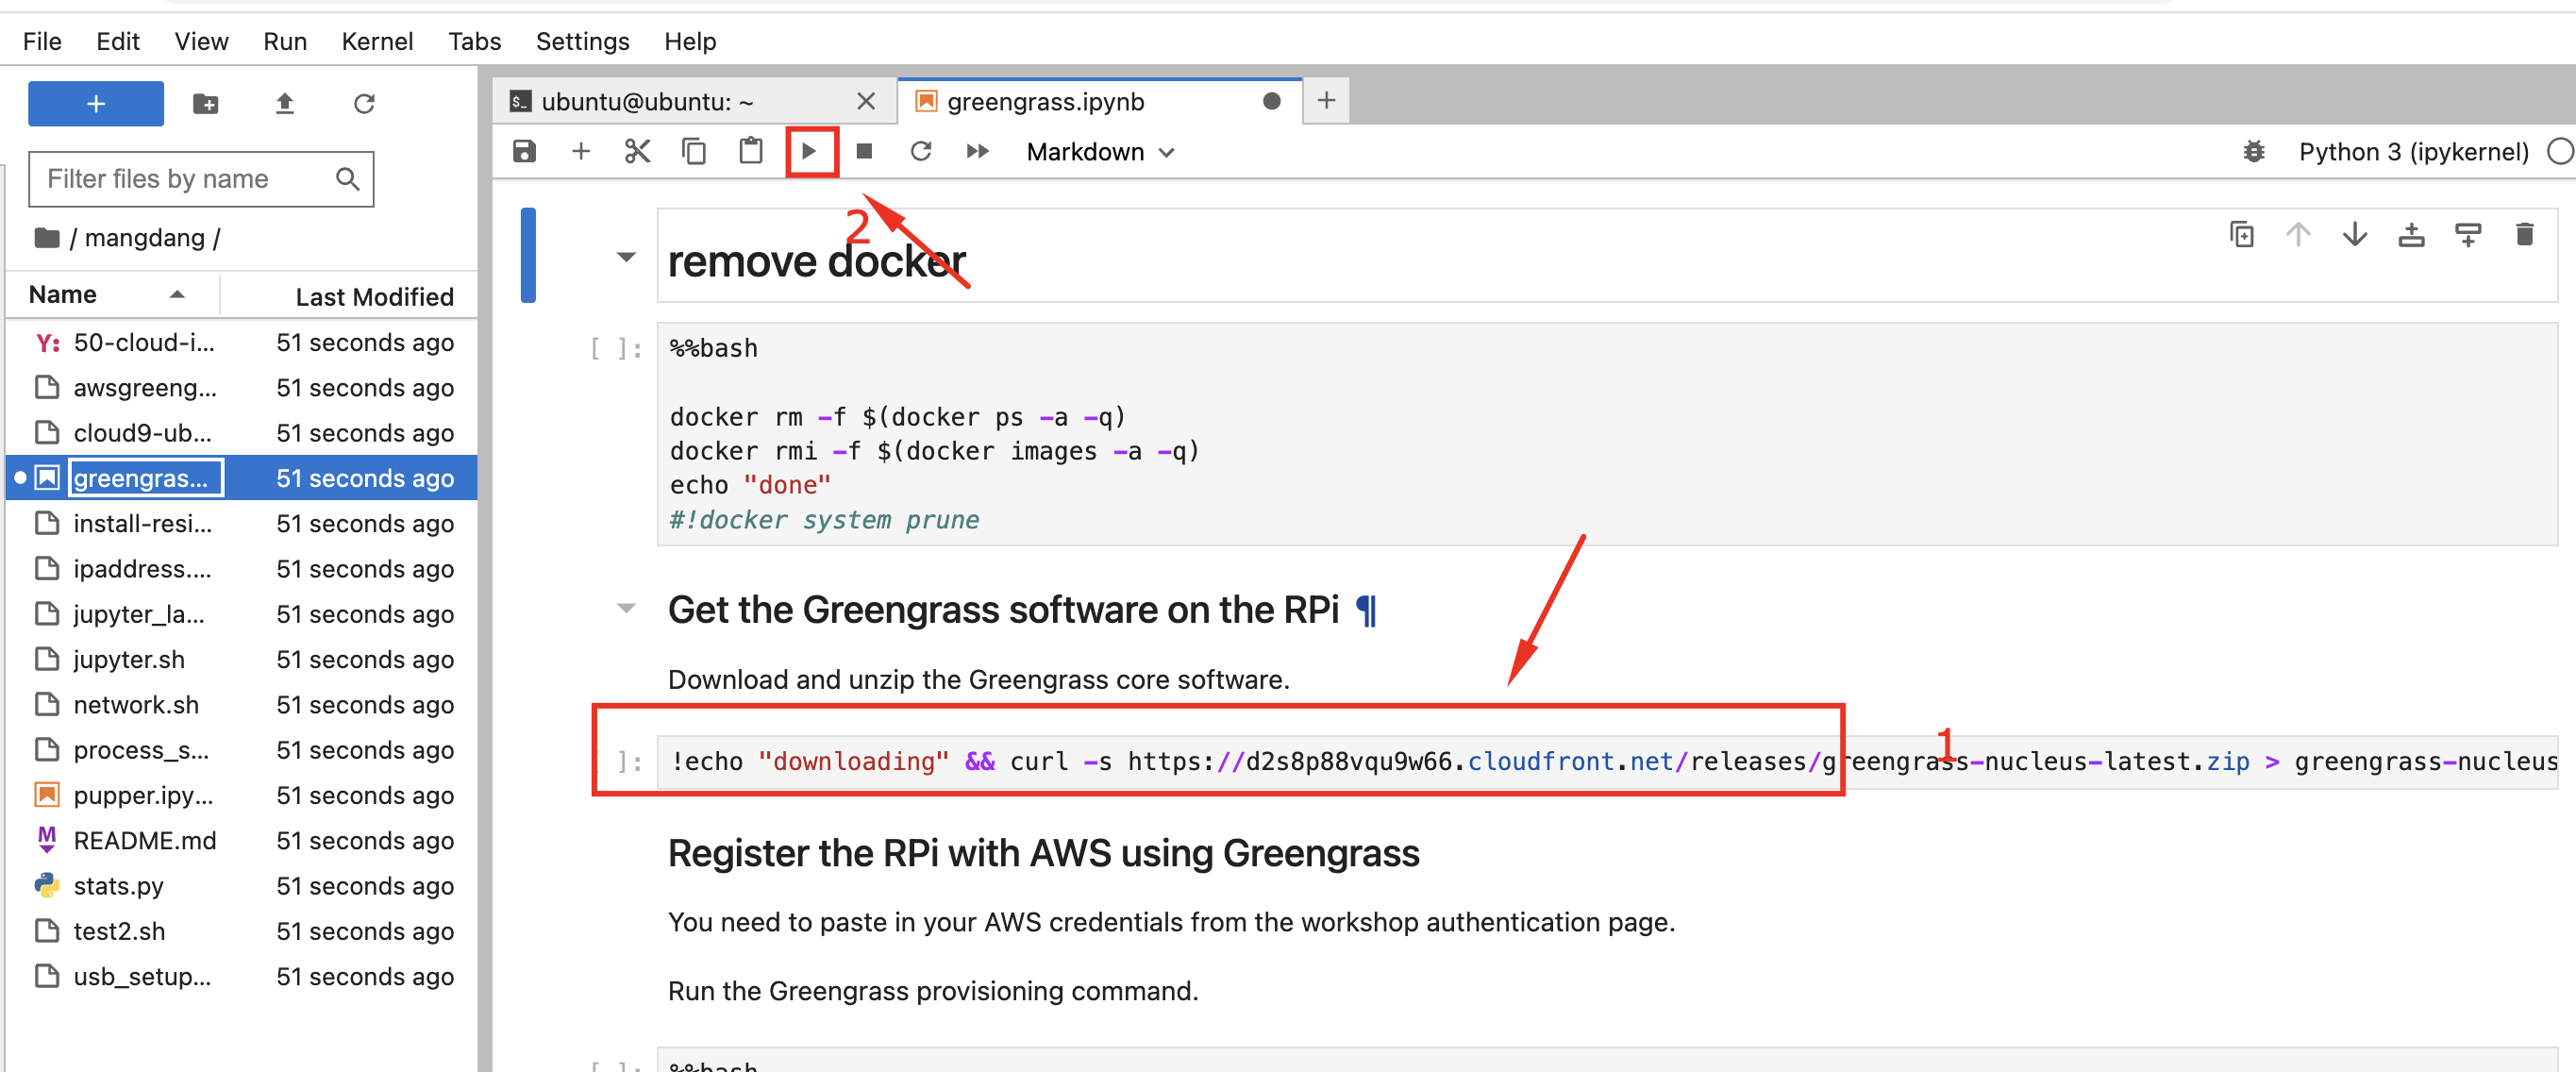 File Edit View Run Kernel Tabs Settings Help
+
Filter files by name
/ mangdang /
Name Last Modified
Y: 50-cloud-i... 51 seconds ago
awsgreeng... 51 seconds ago
cloud9-ub... 51 seconds ago
greengras... 51 seconds ago
install-resi... 51 seconds ago
ipaddress.... 51 seconds ago
jupyter_la... 51 seconds ago
jupyter.sh 51 seconds ago
network.sh 51 seconds ago
process_s... 51 seconds ago
pupper.ipy... 51 seconds ago
M README.md 51 seconds ago
stats.py 51 seconds ago
test2.sh 51 seconds ago
usb_setup... 51 seconds ago
$_ ubuntu@ubuntu: ~
greengrass.ipynb
+
Markdown
Python 3 (ipykernel)
2
remove docker
[ ]: %%bash
docker rm -f $(docker ps -a -q)
docker rmi -f $(docker images -a -q)
echo "done"
#!docker system prune
Get the Greengrass software on the RPi ¶
Download and unzip the Greengrass core software.
1
[ ]: !echo "downloading" && curl -s https://d2s8p88vqu9w66.cloudfront.net/releases/greengrass-nucleus-latest.zip > greengrass-nucleus
Register the RPi with AWS using Greengrass
You need to paste in your AWS credentials from the workshop authentication page.
Run the Greengrass provisioning command.
[ ]: %%bash